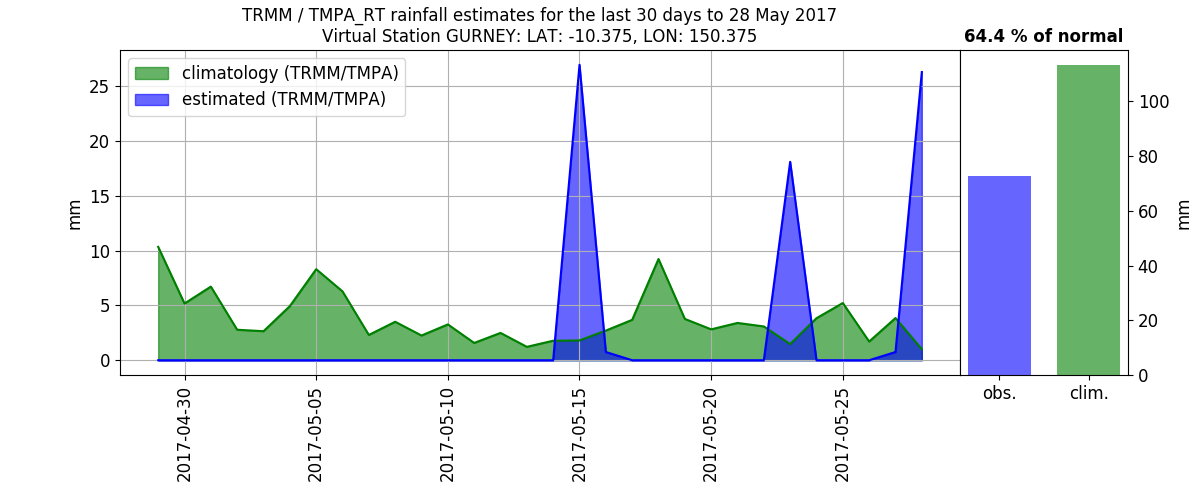 TRMM / TMPA_RT rainfall estimates for the last 30 days to 28 May 2017
Virtual Station GURNEY: LAT: -10.375, LON: 150.375
64.4 % of normal
climatology (TRMM/TMPA)
estimated (TRMM/TMPA)
25
20
15
10
5
0
mm
2017-04-30
2017-05-05
2017-05-10
2017-05-15
2017-05-20
2017-05-25
100
80
60
40
20
0
mm
obs.
clim.